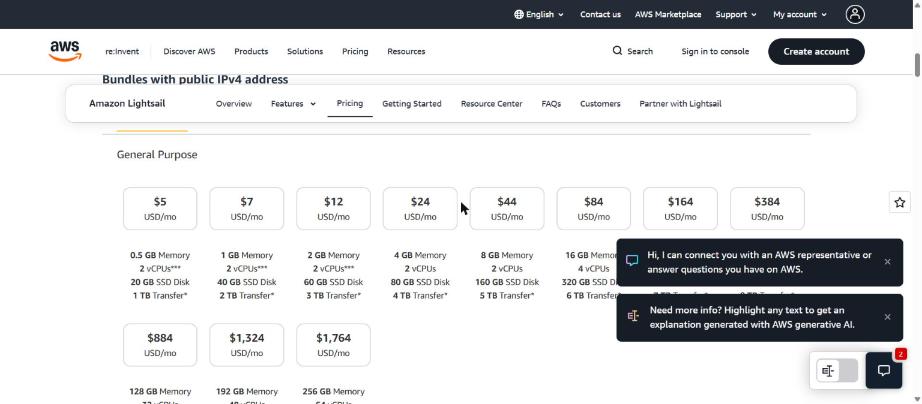 English
Contact us
AWS Marketplace
Support
My account
aws
re:Invent
Discover AWS
Products
Solutions
Pricing
Resources
Search
Sign in to console
Create account
Bundles with public IPv4 address
Amazon Lightsail
Overview
Features
Pricing
Getting Started
Resource Center
FAQs
Customers
Partner with Lightsail
General Purpose
$5 $7 $12 $24 $44 $84 $164 $384
USD/mo USD/mo USD/mo USD/mo USD/mo USD/mo USD/mo USD/mo
0.5 GB Memory 1 GB Memory 2 GB Memory 4 GB Memory 8 GB Memory 16 GB
2 vCPUs*** 2 vCPUs*** 2 vCPUs*** 2 vCPUs 2 vCPUs 4 vCPUs
20 GB SSD Disk 40 GB SSD Disk 60 GB SSD Disk 80 GB SSD Disk 160 GB SSD Disk 320 GB SSD
1 TB Transfer* 2 TB Transfer* 3 TB Transfer* 4 TB Transfer* 5 TB Transfer* 6 TB Transfer*
Hi, I can connect you with an AWS representative or
answer questions you have on AWS.
Need more info? Highlight any text to get an
explanation generated with AWS generative AI.
2
$884 $1,324 $1,764
USD/mo USD/mo USD/mo
128 GB Memory 192 GB Memory 256 GB Memory